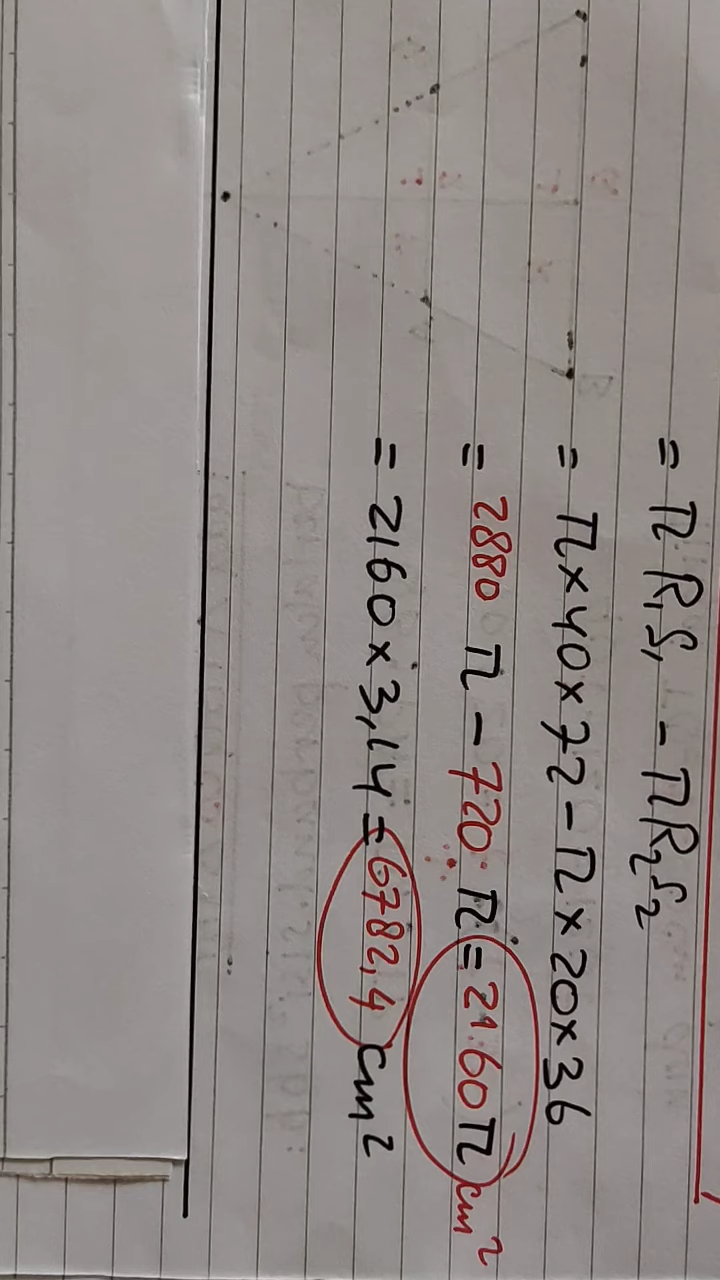 = π R₁S₁ - πR₂S₂
= π×40×72-π×20×36
= 2880 π - 720 π = 2160π cm²
= 2160×3,14=6782,4 cm²